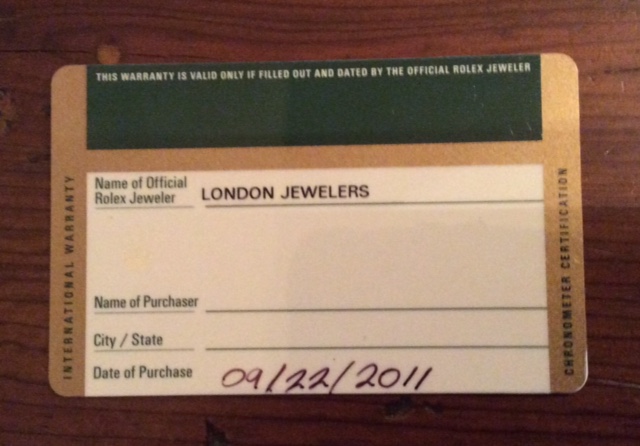 THIS WARRANTY IS VALID ONLY IF FILLED OUT AND DATED BY THE OFFICIAL ROLEX JEWELER
INTERNATIONAL WARRANTY
Name of Official
Rolex Jeweler LONDON JEWELERS
Name of Purchaser
City / State
Date of Purchase 09/22/2011
CHRONOMETER CERTIFICATION